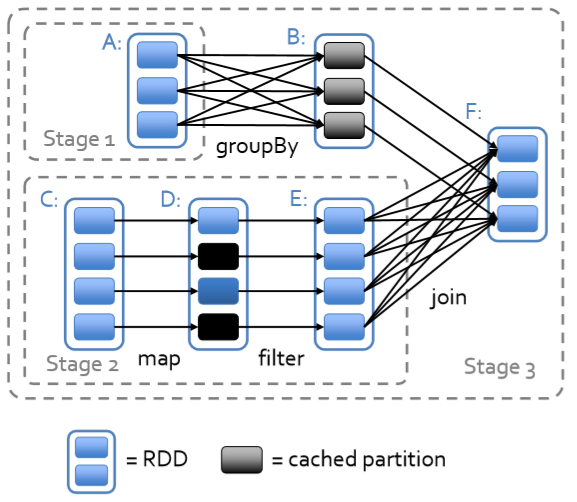 A:
B:
Stage 1
groupBy
F:
C:
D:
E:
join
Stage 2
map
filter
Stage 3
= RDD
= cached partition